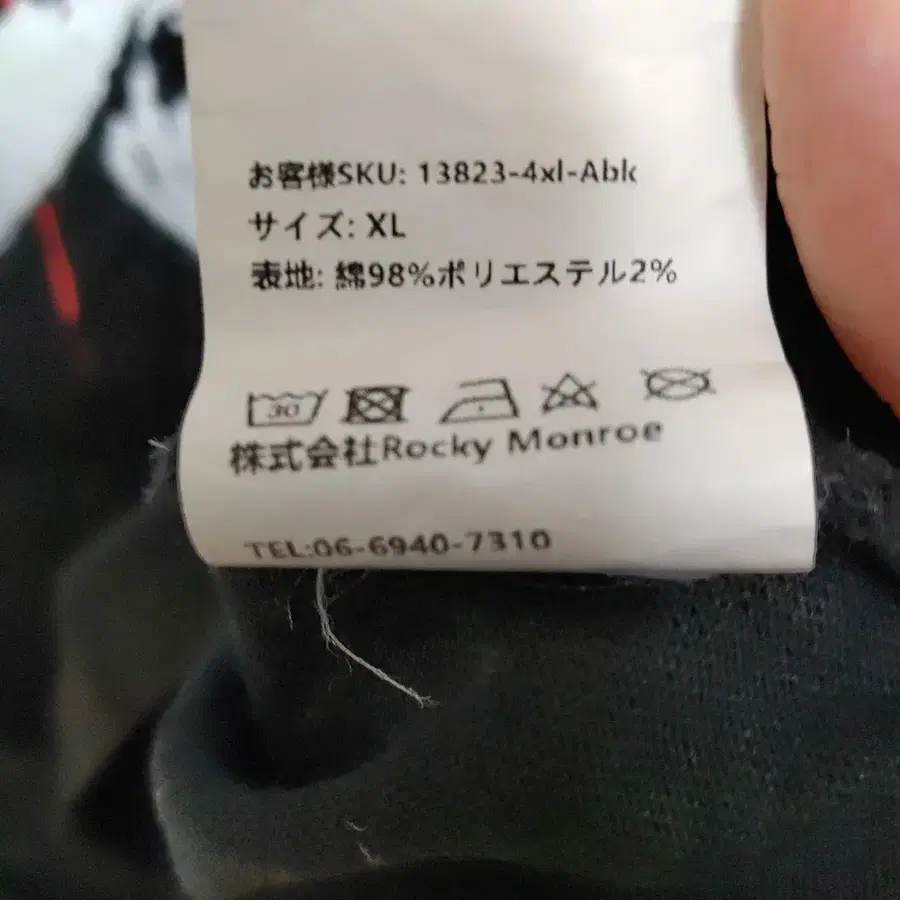 お客様SKU: 13823-4xl-Abk
サイズ: XL
表地: 綿98%ポリエステル2%
30
株式会社Rocky Monroe
TEL:06-6940-7310